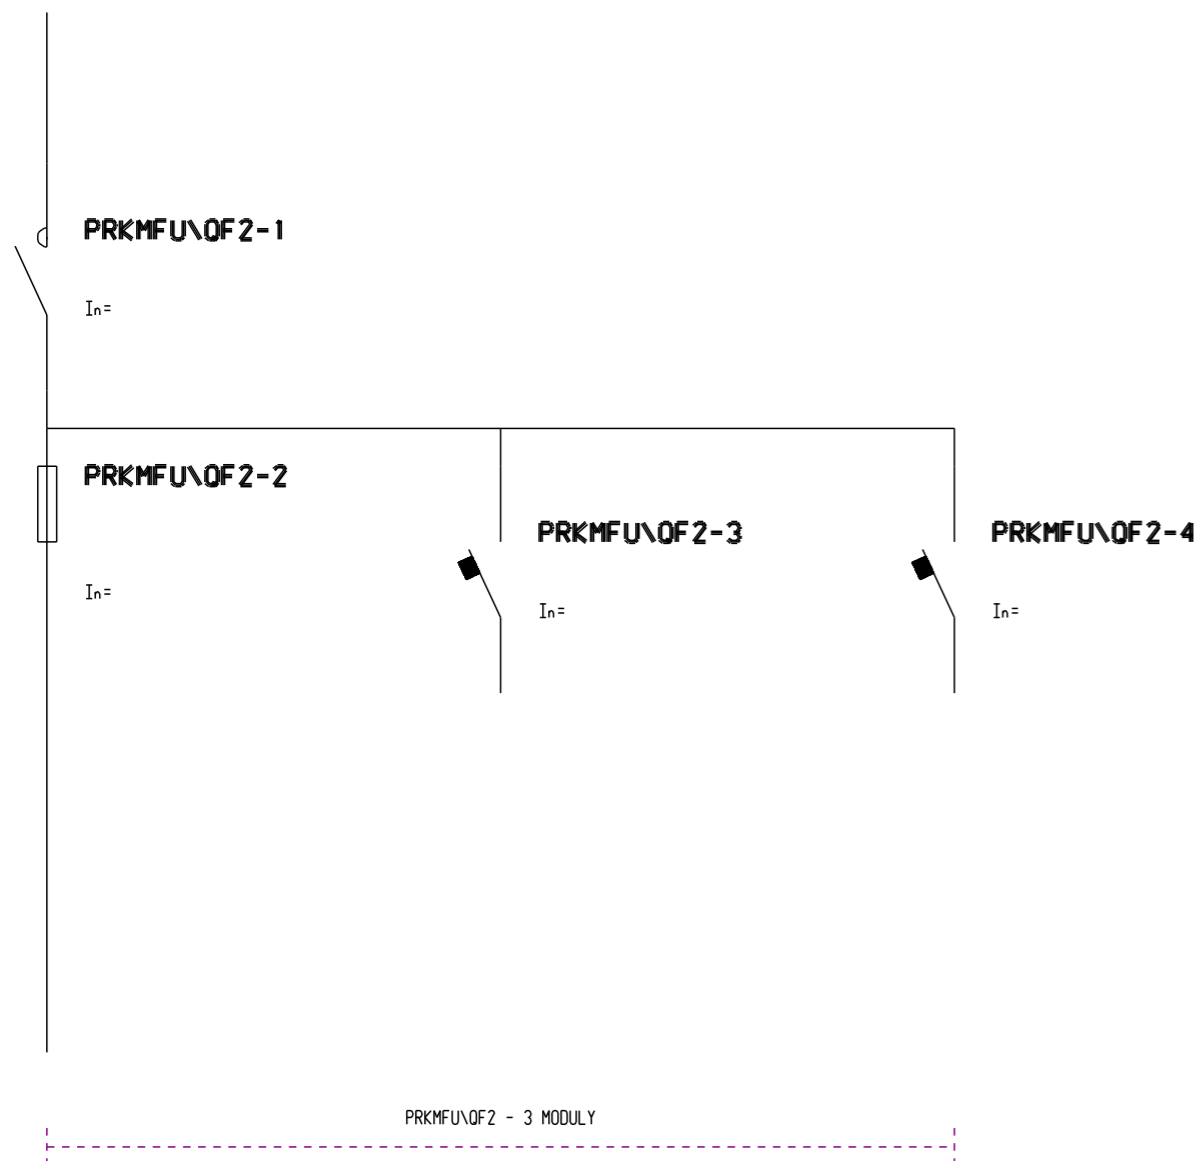 PRKMFU\QF2-1
In=
PRKMFU\QF2-2
PRKMFU\QF2-3
PRKMFU\QF2-4
In=
In=
In=
PRKMFU\QF2 - 3 MODULY